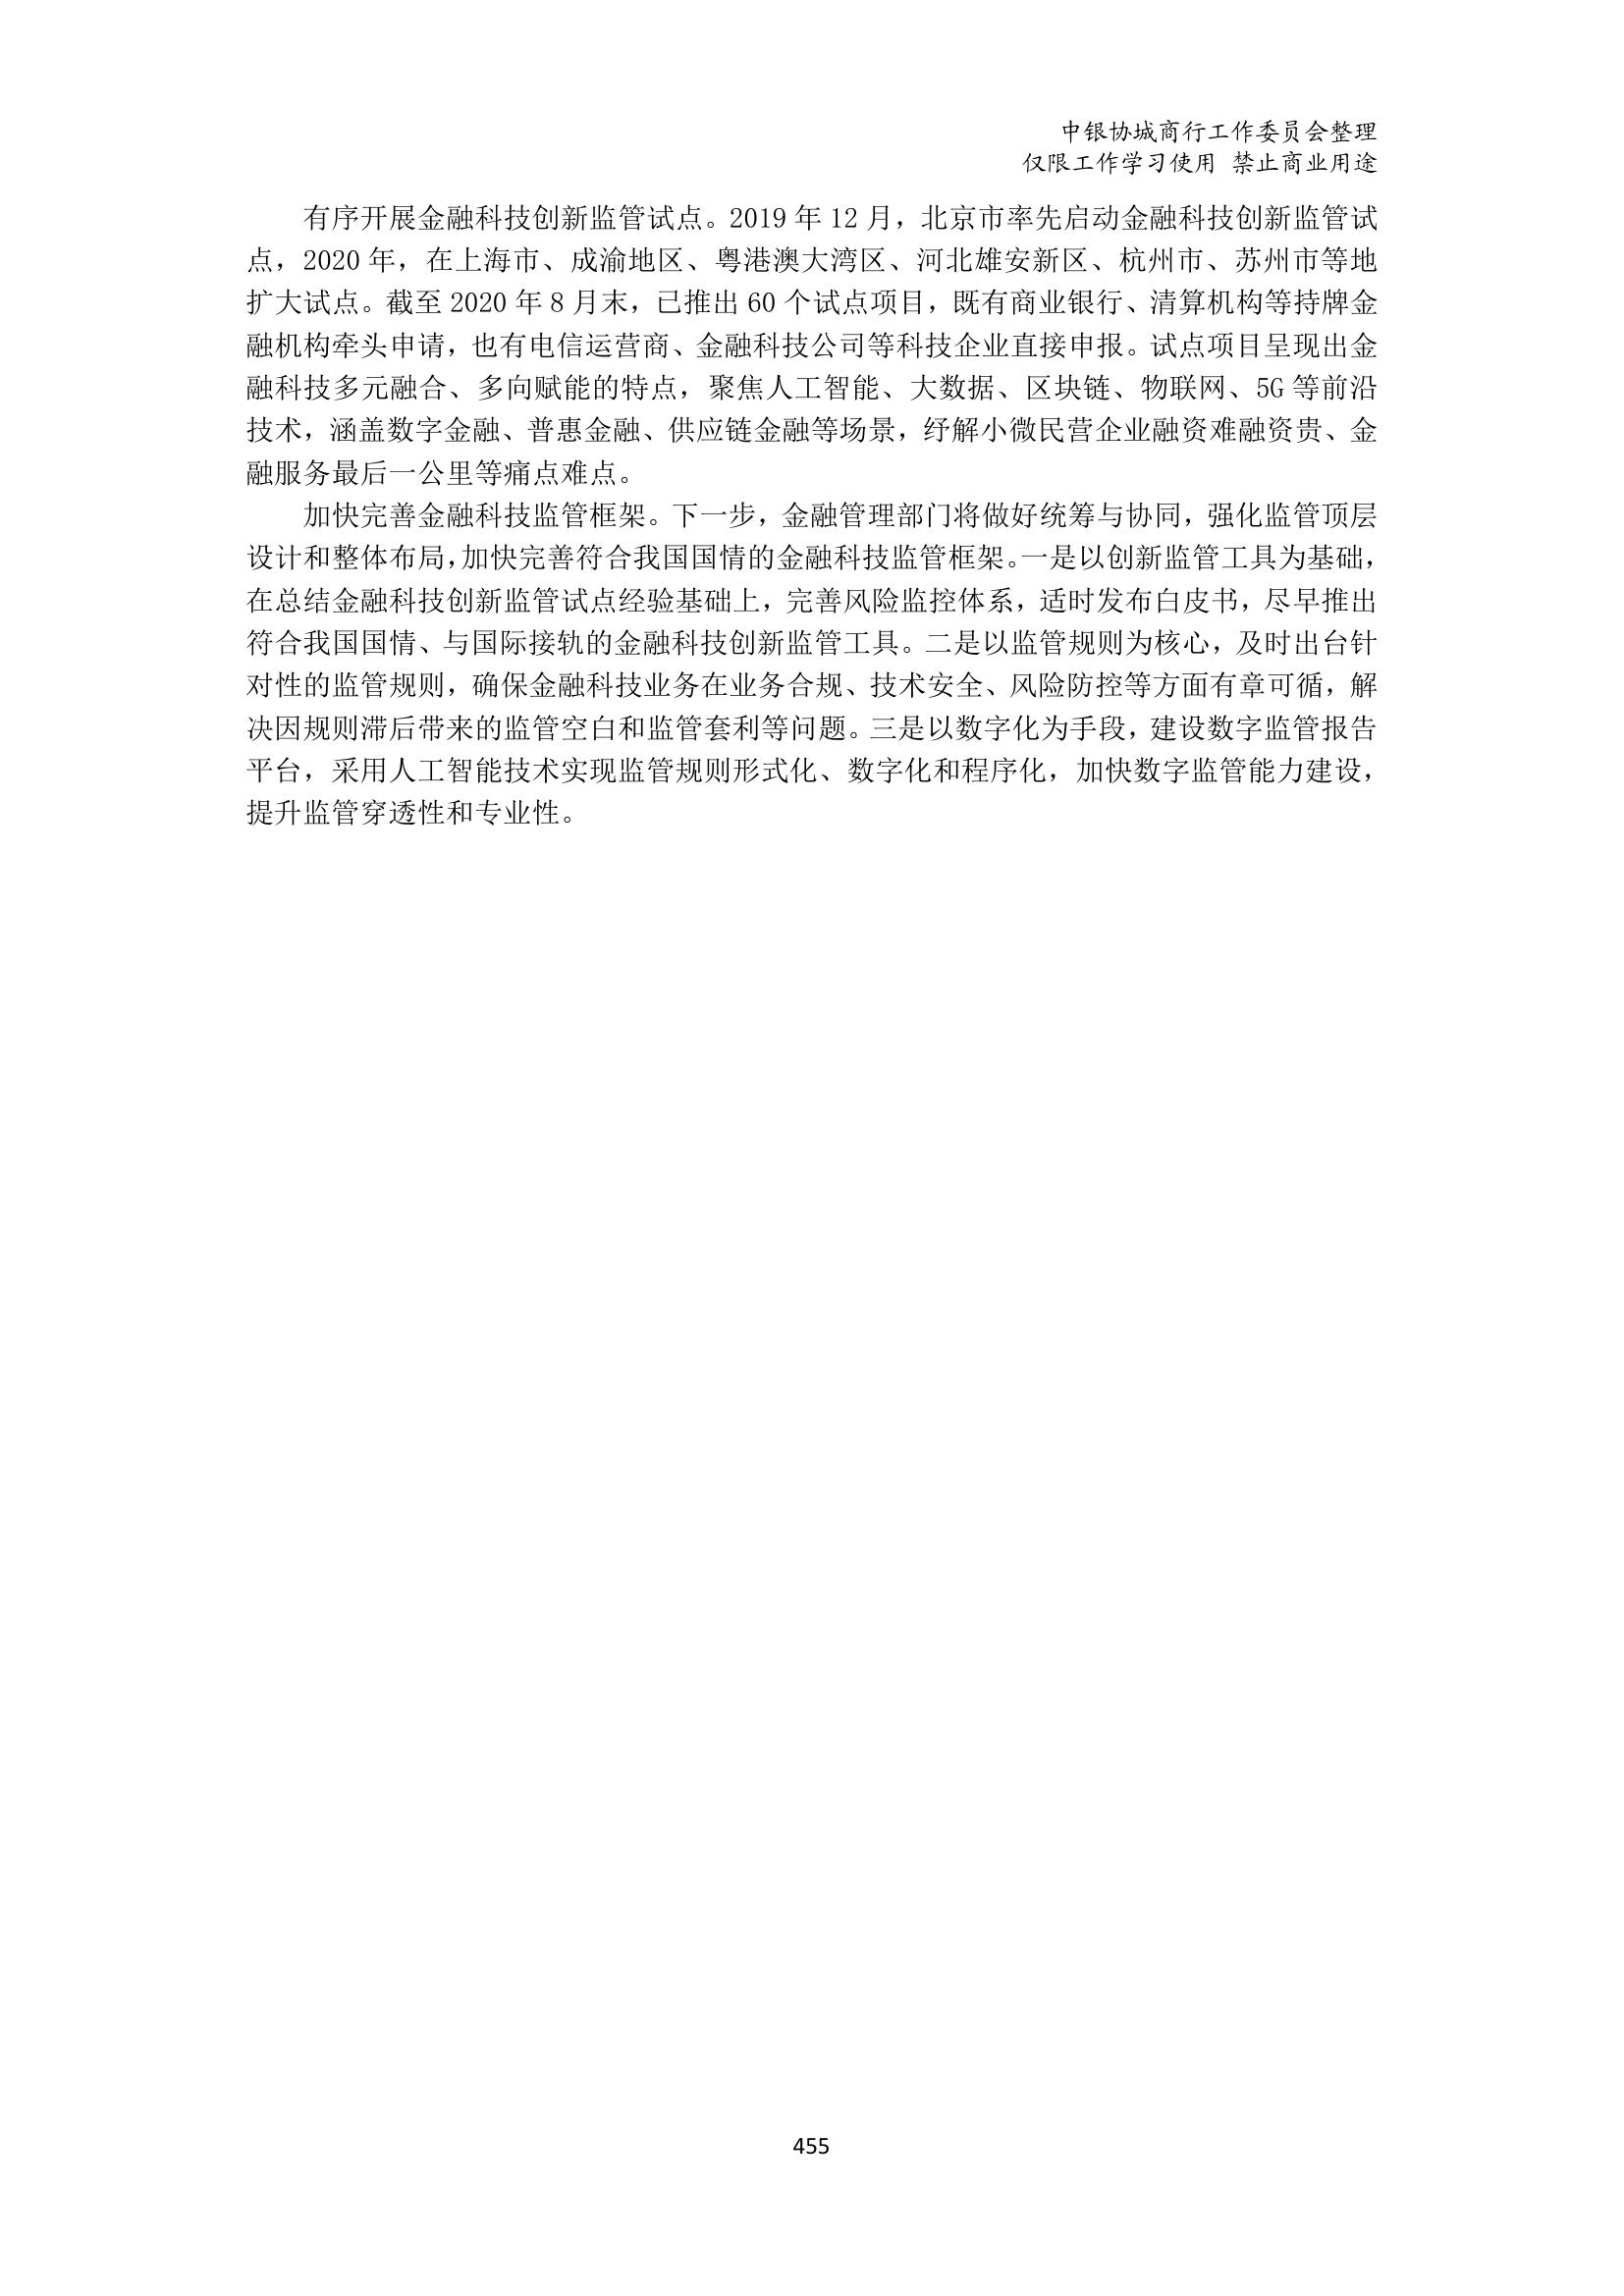 中银协城商行工作委员会整理
仅限工作学习使用 禁止商业用途
有序开展金融科技创新监管试点。2019 年 12 月，北京市率先启动金融科技创新监管试
点，2020 年，在上海市、成渝地区、粤港澳大湾区、河北雄安新区、杭州市、苏州市等地
扩大试点。截至 2020 年 8 月末，已推出 60 个试点项目，既有商业银行、清算机构等持牌金
融机构牵头申请，也有电信运营商、金融科技公司等科技企业直接申报。试点项目呈现出金
融科技多元融合、多向赋能的特点，聚焦人工智能、大数据、区块链、物联网、5G 等前沿
技术，涵盖数字金融、普惠金融、供应链金融等场景，纾解小微民营企业融资难融资贵、金
融服务最后一公里等痛点难点。
加快完善金融科技监管框架。下一步，金融管理部门将做好统筹与协同，强化监管顶层
设计和整体布局，加快完善符合我国国情的金融科技监管框架。一是以创新监管工具为基础，
在总结金融科技创新监管试点经验基础上，完善风险监控体系，适时发布白皮书，尽早推出
符合我国国情、与国际接轨的金融科技创新监管工具。二是以监管规则为核心，及时出台针
对性的监管规则，确保金融科技业务在业务合规、技术安全、风险防控等方面有章可循，解
决因规则滞后带来的监管空白和监管套利等问题。三是以数字化为手段，建设数字监管报告
平台，采用人工智能技术实现监管规则形式化、数字化和程序化，加快数字监管能力建设，
提升监管穿透性和专业性。
455